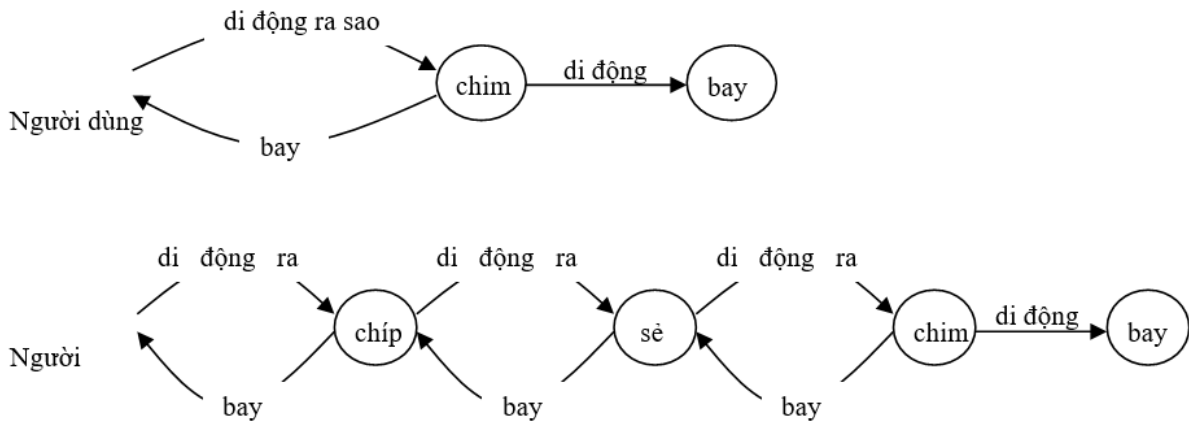 di động ra sao
chim
di động
bay
Người dùng
bay
di động ra
di động ra
di động ra
chíp
sẻ
chim
di động
bay
Người
bay
bay
bay